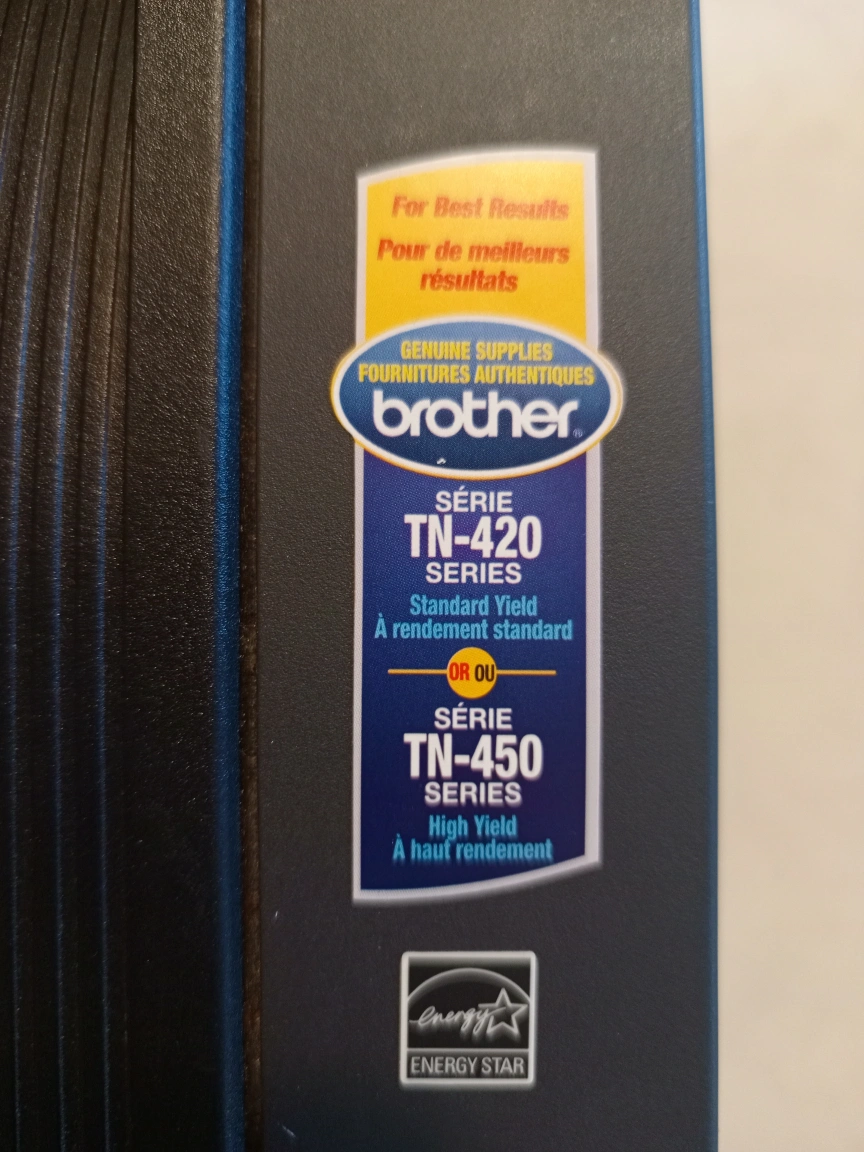 For Best Results
Pour de meilleurs
résultats
GENUINE SUPPLIES
FOURNITURES AUTHENTIQUES
brother®
SÉRIE
TN-420
SERIES
Standard Yield
À rendement standard
OR OU
SÉRIE
TN-450
SERIES
High Yield
À haut rendement
energy
ENERGY STAR